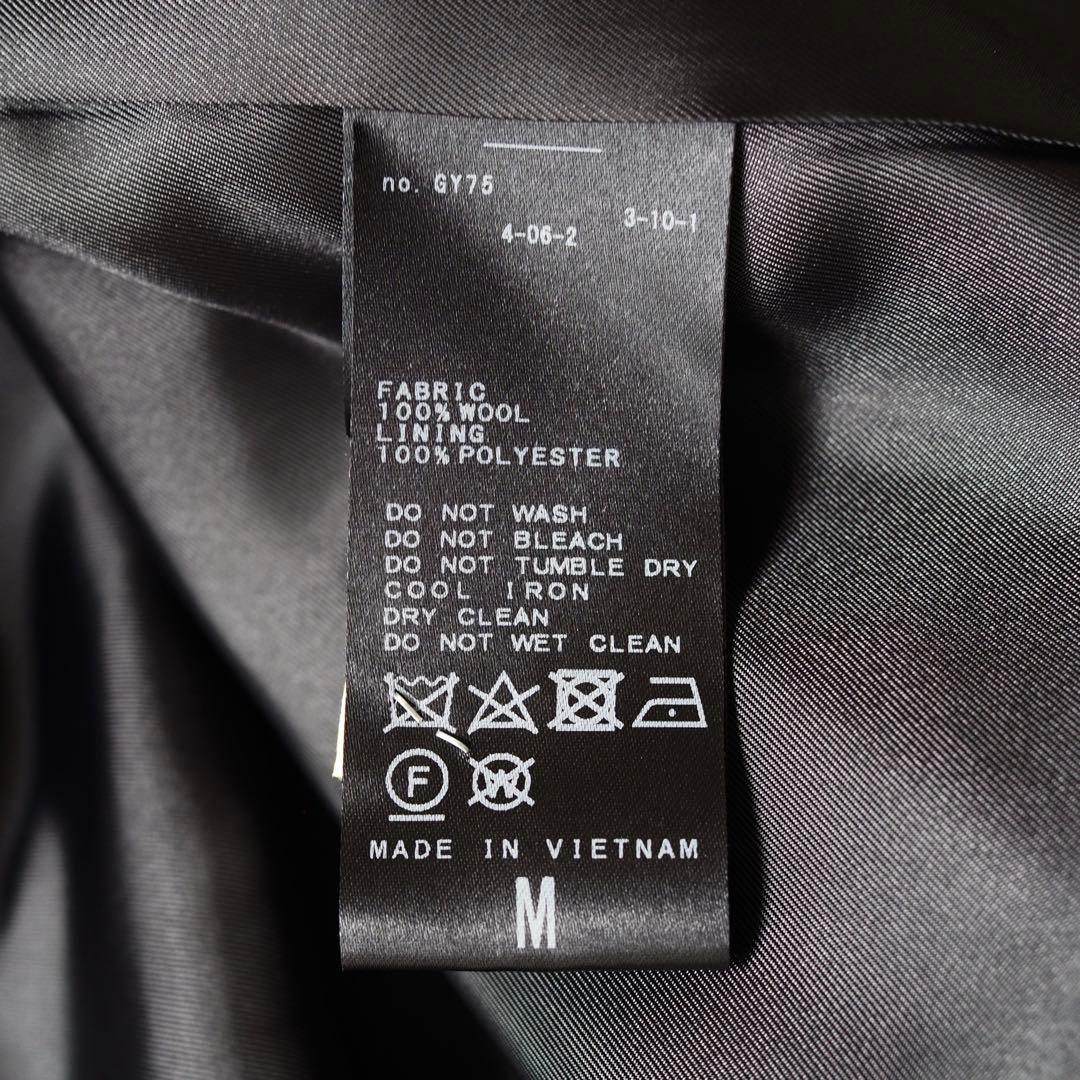 no. GY75
3-10-1
4-06-2
FABRIC
100%WOOL
LINING
100%POLYESTER
DO NOT WASH
DO NOT BLEACH
DO NOT TUMBLE DRY
COOL IRON
DRY CLEAN
DO NOT WET CLEAN
F W
MADE IN VIETNAM
M